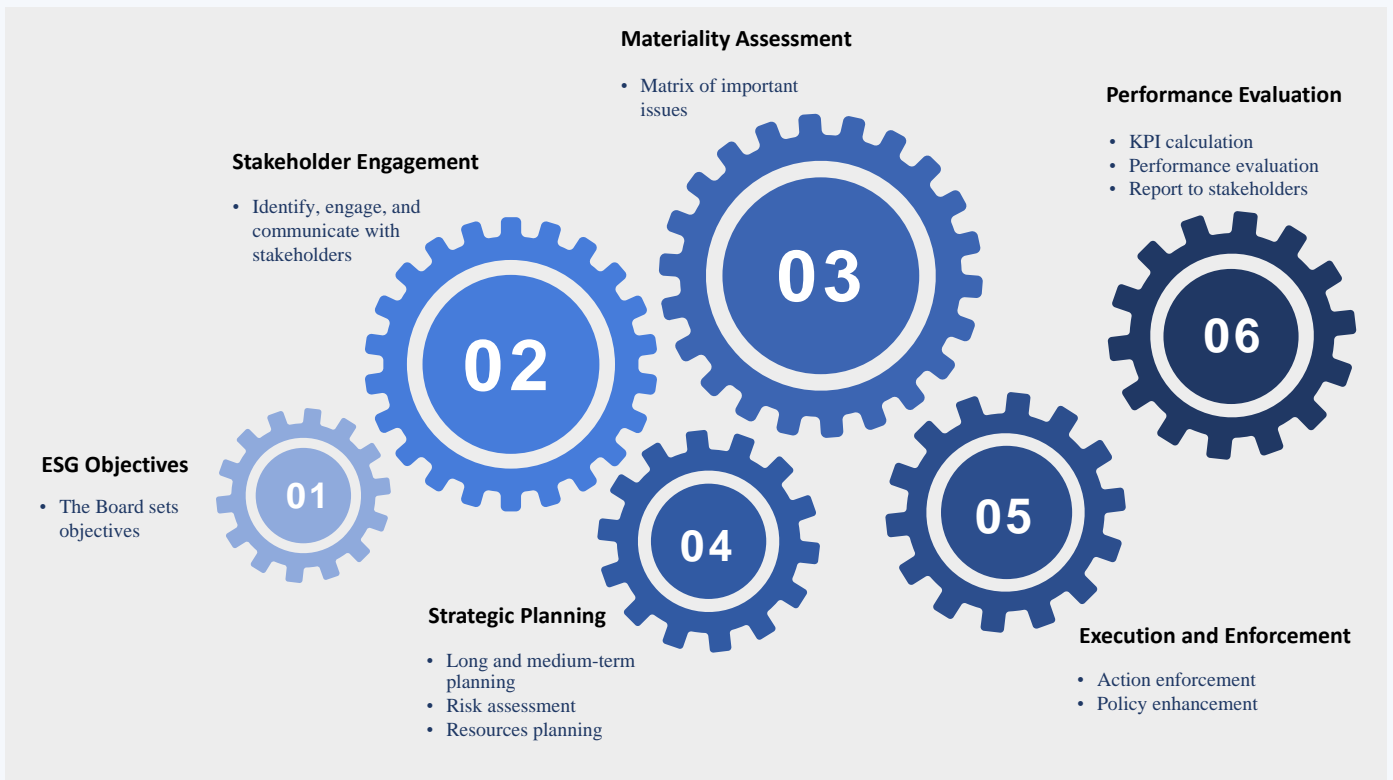 ESG Objectives
• The Board sets
objectives
01
Stakeholder Engagement
• Identify, engage, and
communicate with
stakeholders
02
Materiality Assessment
• Matrix of important
issues
03
Strategic Planning
• Long and medium-term
planning
• Risk assessment
• Resources planning
04
Execution and Enforcement
• Action enforcement
• Policy enhancement
05
Performance Evaluation
• KPI calculation
• Performance evaluation
• Report to stakeholders
06